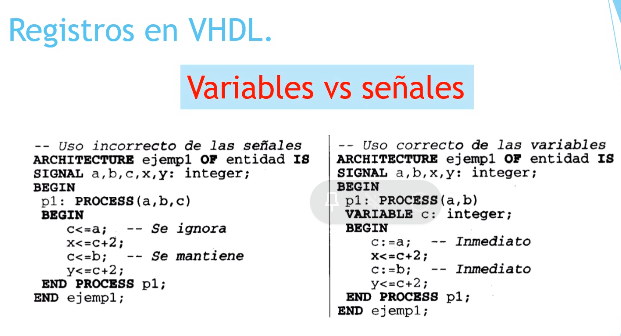 Registros en VHDL.
Variables vs señales
-- Uso incorrecto de las señales
ARCHITECTURE ejemp1 OF entidad IS
SIGNAL a,b,c,x,y: integer;
BEGIN
p1: PROCESS(a,b,c)
BEGIN
c<=a; -- Se ignora
x<=c+2;
c<=b; -- Se mantiene
y<=c+2;
END PROCESS p1;
END ejemp1;
-- Uso correcto de las variables
ARCHITECTURE ejemp1 OF entidad IS
SIGNAL a,b,x,y: integer;
BEGIN
p1: PROCESS(a,b)
VARIABLE c: integer;
BEGIN
c:=a; -- Inmediato
x<=c+2;
c:=b; -- Inmediato
y<=c+2;
END PROCESS p1;
END ejemp1;